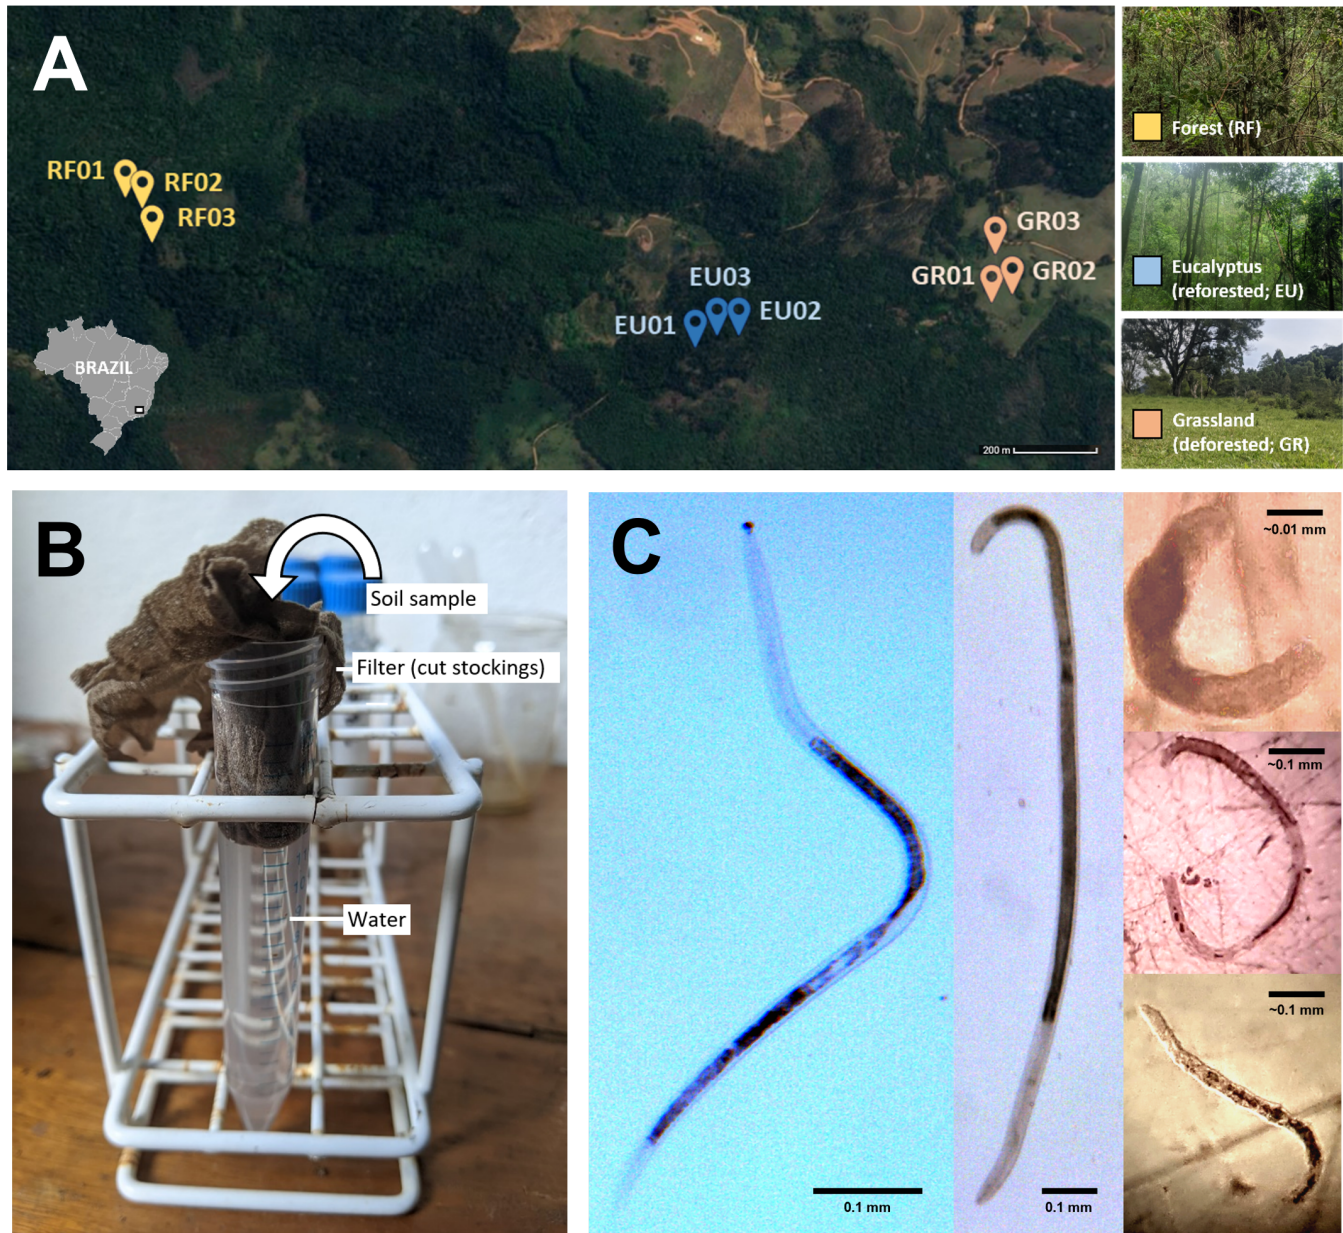 A
RF01
RF02
RF03
GR03
GR01
GR02
EU03
EU01
EU02
BRAZIL
200 m
Forest (RF)
Eucalyptus
(reforested; EU)
Grassland
(deforested; GR)
B
Soil sample
Filter (cut stockings)
Water
C
0.1 mm
0.1 mm
~0.01 mm
~0.1 mm
~0.1 mm